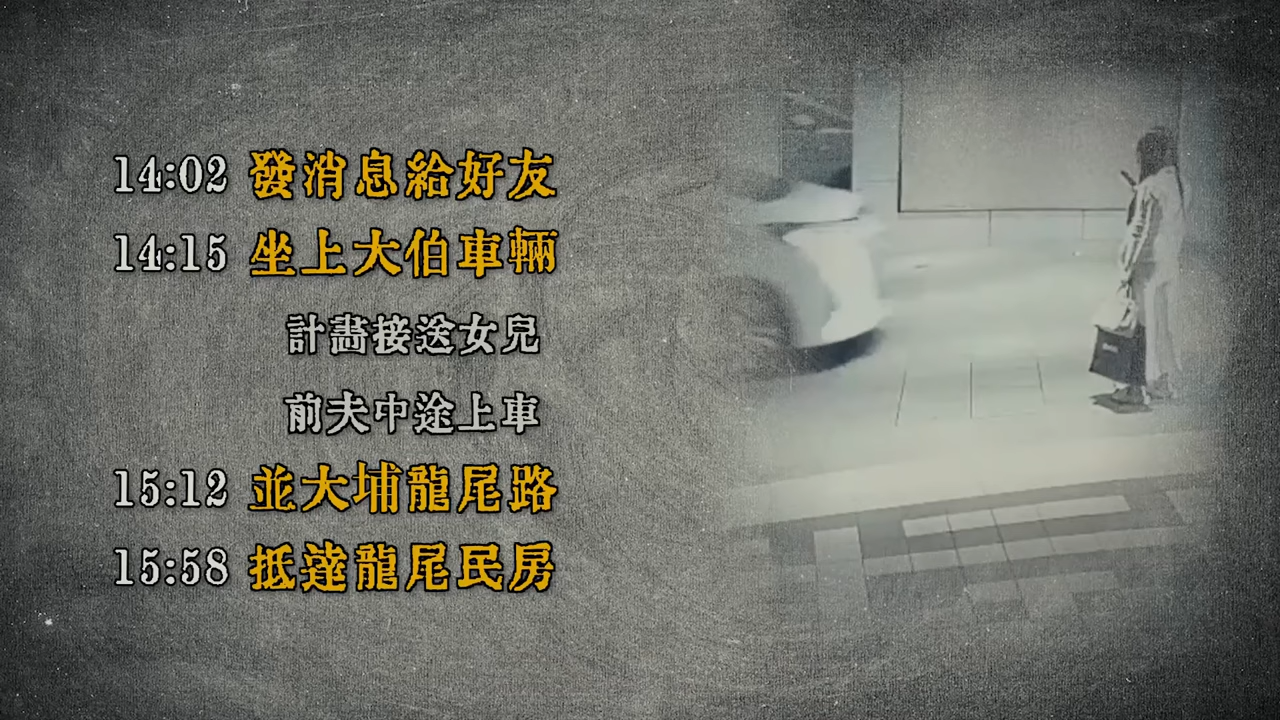 14:02 發消息給好友
14:15 坐上大伯車輛
計畫接送女兒
前夫中途上車
15:12 並大埔龍尾路
15:58 抵達龍尾民房